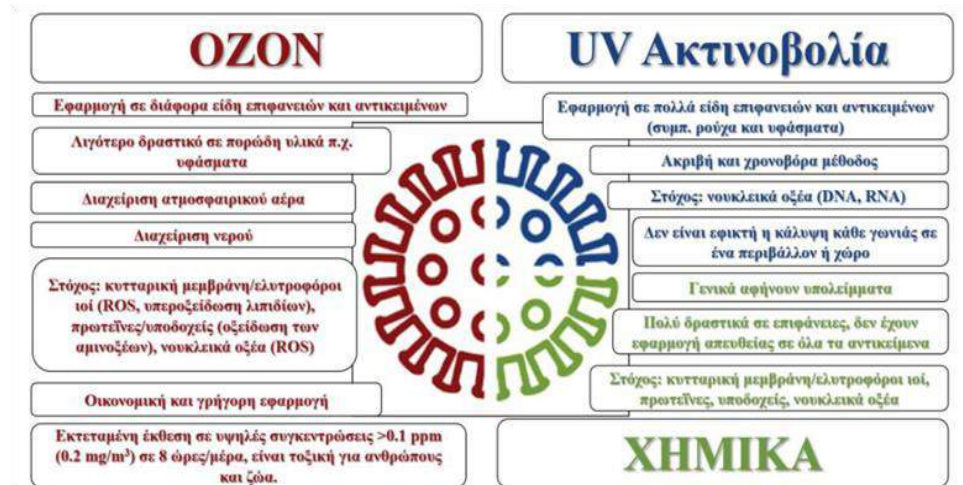 ΟΖΟΝ
Εφαρμογή σε διάφορα είδη επιφανειών και αντικειμένων
Λιγότερο δραστικό σε πορώδη υλικά π.χ.
υφάσματα
Διαχείριση ατμοσφαιρικού αέρα
Διαχείριση νερού
Στόχος: κυτταρική μεμβράνη/ελυτροφόροι
ιοί (ROS, υπεροξείδωση λιπιδίων),
πρωτεΐνες/υποδοχείς (οξείδωση των
αμινοξέων), νουκλεικά οξέα (ROS)
Οικονομική και γρήγορη εφαρμογή
Εκτεταμένη έκθεση σε υψηλές συγκεντρώσεις >0.1 ppm
(0.2 mg/m³) σε 8 ώρες/μέρα, είναι τοξική για ανθρώπους
και ζώα.
UV Ακτινοβολία
Εφαρμογή σε πολλά είδη επιφανειών και αντικειμένων
(συμπ. ρούχα και υφάσματα)
Ακριβή και χρονοβόρα μέθοδος
Στόχος: νουκλεικά οξέα (DNA, RNA)
Δεν είναι εφικτή η κάλυψη κάθε γωνιάς σε
ένα περιβάλλον ή χώρο
Γενικά αφήνουν υπολείμματα
Πολύ δραστικά σε επιφάνειες, δεν έχουν
εφαρμογή απευθείας σε όλα τα αντικείμενα
Στόχος: κυτταρική μεμβράνη/ελυτροφόροι ιοί,
πρωτεΐνες, υποδοχείς, νουκλεικά οξέα
ΧΗΜΙΚΑ